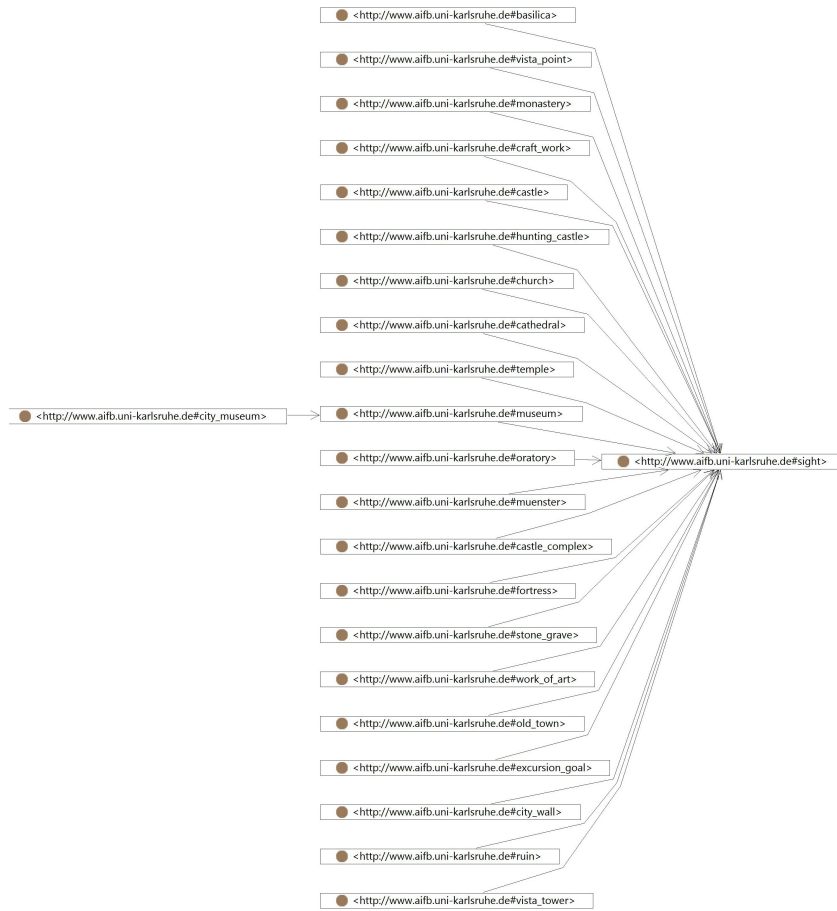 <http://www.aifb.uni-karlsruhe.de#basilica>
<http://www.aifb.uni-karlsruhe.de#vista_point>
<http://www.aifb.uni-karlsruhe.de#monastery>
<http://www.aifb.uni-karlsruhe.de#craft_work>
<http://www.aifb.uni-karlsruhe.de#castle>
<http://www.aifb.uni-karlsruhe.de#hunting_castle>
<http://www.aifb.uni-karlsruhe.de#church>
<http://www.aifb.uni-karlsruhe.de#cathedral>
<http://www.aifb.uni-karlsruhe.de#temple>
<http://www.aifb.uni-karlsruhe.de#city_museum>
<http://www.aifb.uni-karlsruhe.de#museum>
<http://www.aifb.uni-karlsruhe.de#oratory>
<http://www.aifb.uni-karlsruhe.de#sight>
<http://www.aifb.uni-karlsruhe.de#muenster>
<http://www.aifb.uni-karlsruhe.de#castle_complex>
<http://www.aifb.uni-karlsruhe.de#fortress>
<http://www.aifb.uni-karlsruhe.de#stone_grave>
<http://www.aifb.uni-karlsruhe.de#work_of_art>
<http://www.aifb.uni-karlsruhe.de#old_town>
<http://www.aifb.uni-karlsruhe.de#excursion_goal>
<http://www.aifb.uni-karlsruhe.de#city_wall>
<http://www.aifb.uni-karlsruhe.de#ruin>
<http://www.aifb.uni-karlsruhe.de#vista_tower>